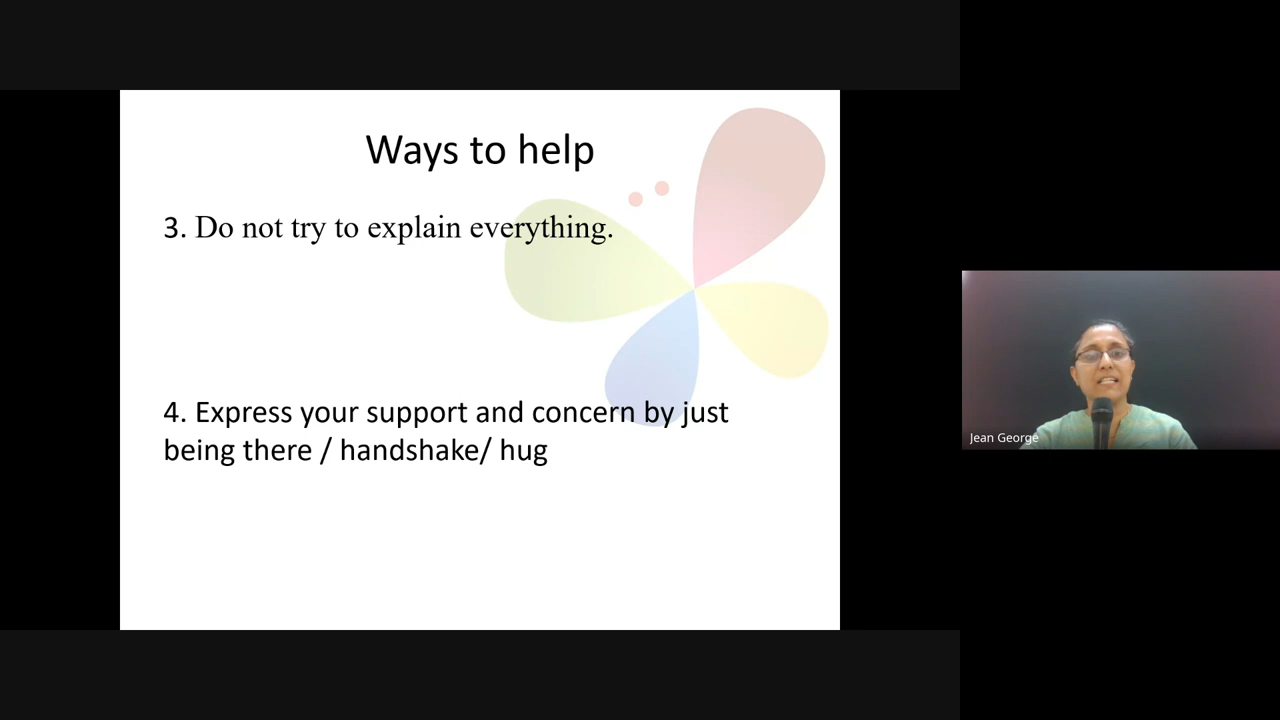 Ways to help
3. Do not try to explain everything.
4. Express your support and concern by just
being there / handshake/ hug
Jean George